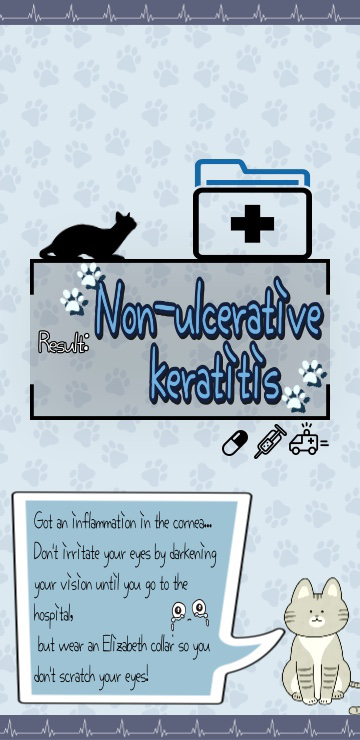 Result:
Non-ulcerative
keratitis
Got an inflammation in the cornea...
Don't irritate your eyes by darkening
your vision until you go to the
hospital,
but wear an Elizabeth collar so you
don't scratch your eyes!